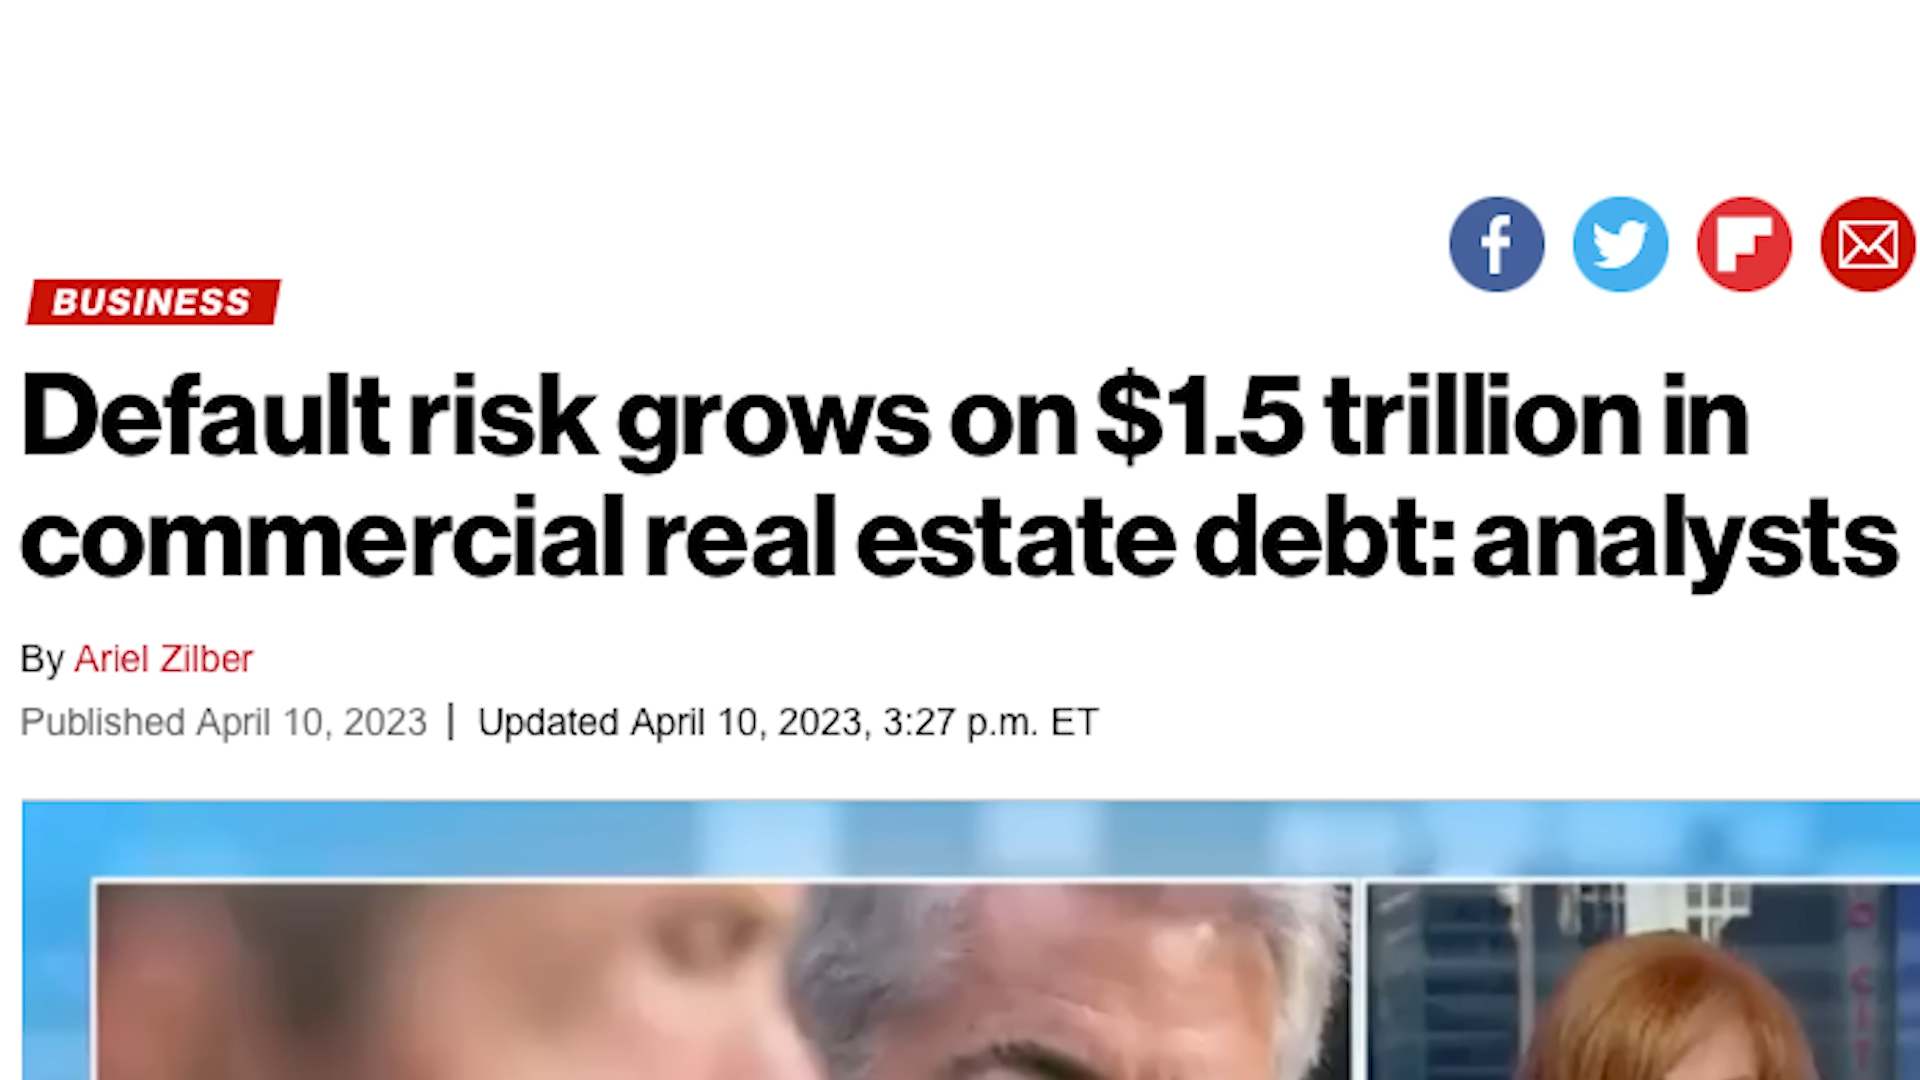 BUSINESS
Default risk grows on $1.5 trillion in
commercial real estate debt: analysts
By Ariel Zilber
Published April 10, 2023 | Updated April 10, 2023, 3:27 p.m. ET